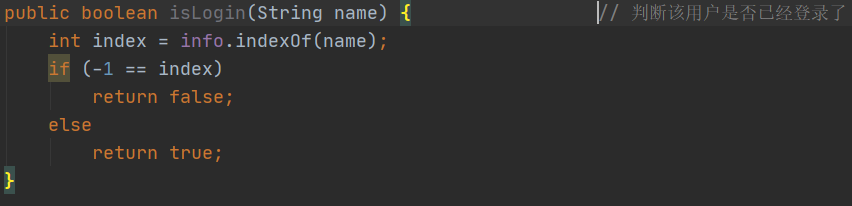 public boolean isLogin(String name) { // 判断该用户是否已经登录了
int index = info.indexOf(name);
if (-1 == index)
return false;
else
return true;
}